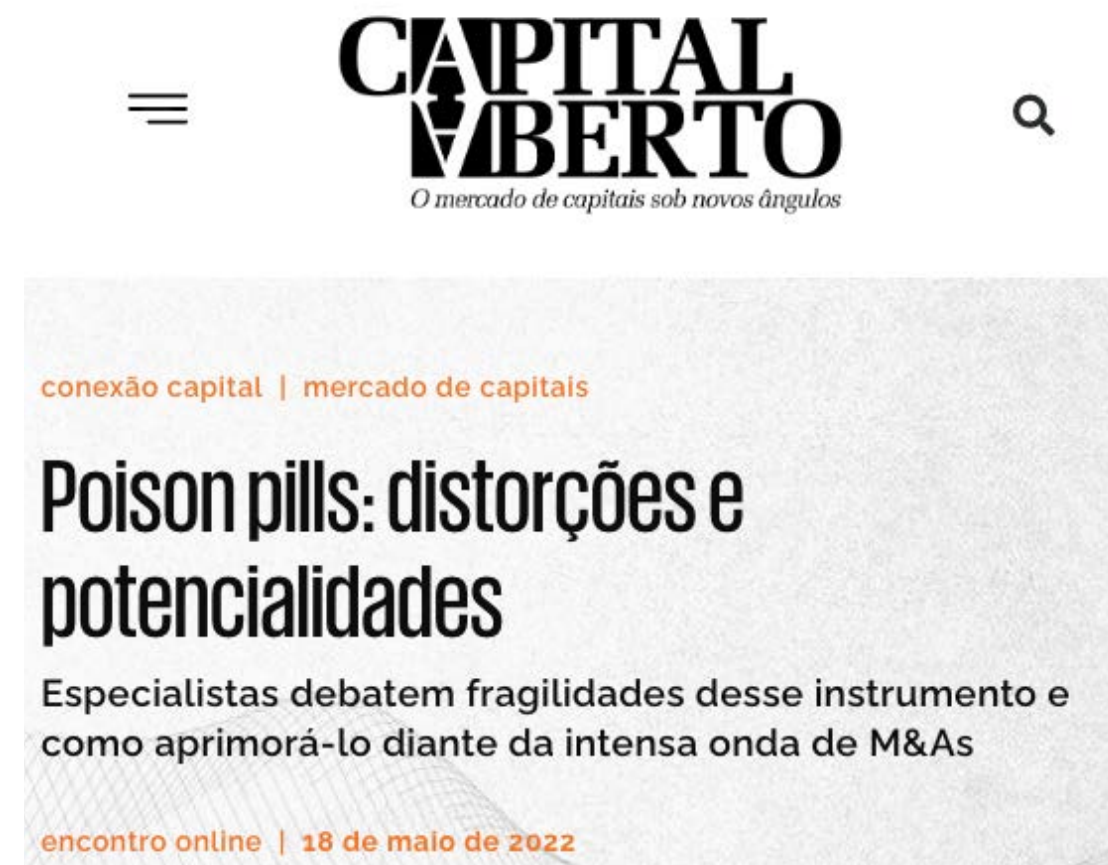 CAPITAL
ABERTO
O mercado de capitais sob novos ângulos
conexão capital | mercado de capitais
Poison pills: distorções e
potencialidades
Especialistas debatem fragilidades desse instrumento e
como aprimorá-lo diante da intensa onda de M&As
encontro online | 18 de maio de 2022